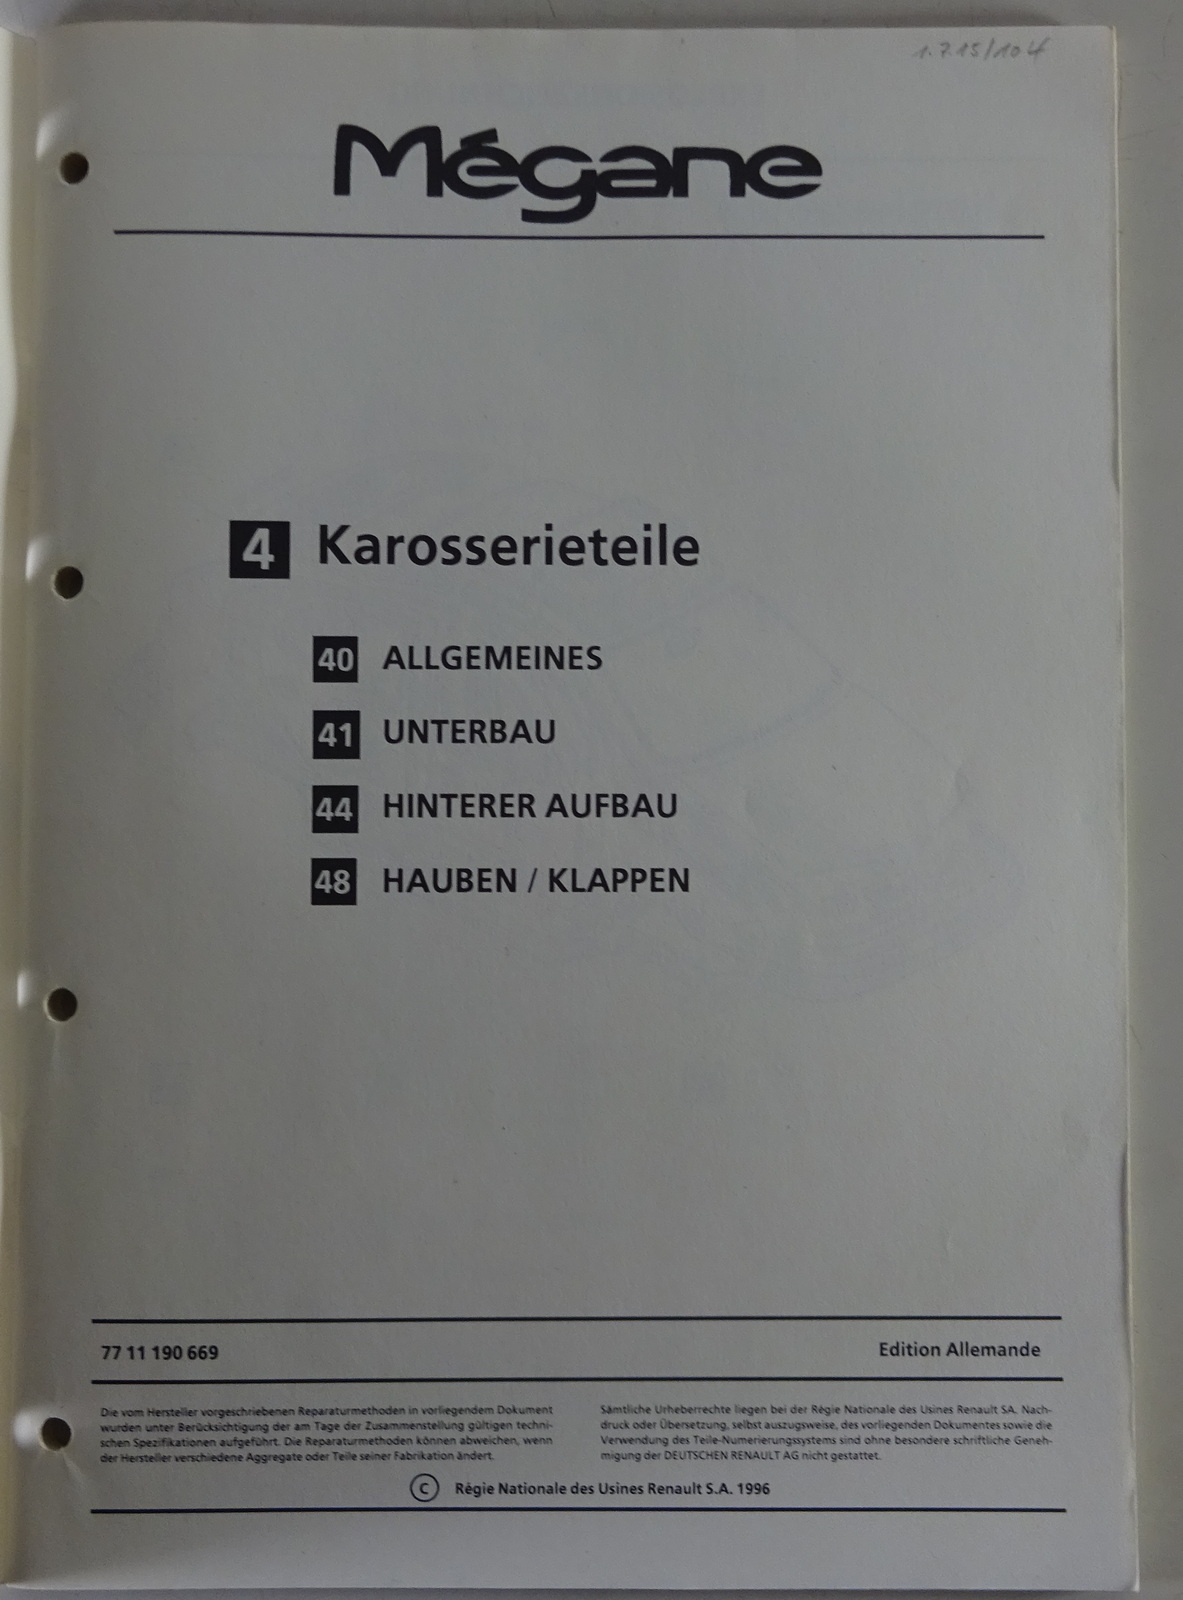 1.7.15/104
Mégane
4 Karosserieteile
40 ALLGEMEINES
41 UNTERBAU
44 HINTERER AUFBAU
48 HAUBEN / KLAPPEN
77 11 190 669
Edition Allemande
Die vom Hersteller vorgeschriebenen Reparaturmethoden in vorliegendem Dokument
wurden unter Berücksichtigung der am Tage der Zusammenstellung gültigen techni-
schen Spezifikationen aufgeführt. Die Reparaturmethoden können abweichen, wenn
der Hersteller verschiedene Aggregate oder Teile seiner Fabrikation ändert.
Sämtliche Urheberrechte liegen bei der Régie Nationale des Usines Renault SA. Nach-
druck oder Übersetzung, selbst auszugsweise, des vorliegenden Dokumentes sowie die
Verwendung des Teile-Numerierungssystems sind ohne besondere schriftliche Geneh-
migung der DEUTSCHEN RENAULT AG nicht gestattet.
© Régie Nationale des Usines Renault S.A. 1996